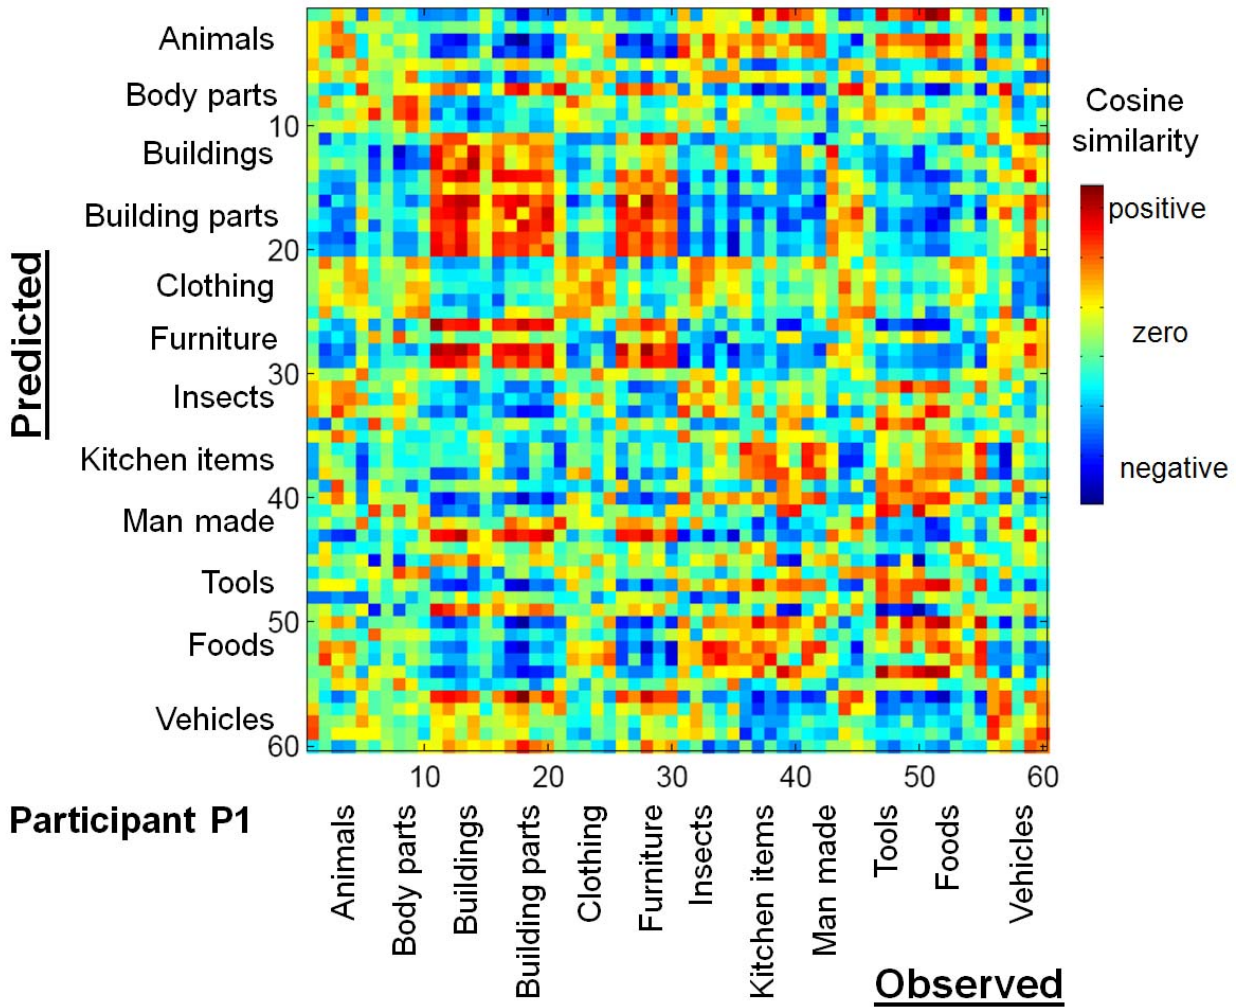 Animals
Body parts
10
Buildings
Building parts
20
Clothing
Furniture
30
Insects
Kitchen items
40
Man made
Tools
50
Foods
Vehicles
60
Predicted
Cosine
similarity
positive
zero
negative
10 20 30 40 50 60
Participant P1
Animals
Body parts
Buildings
Building parts
Clothing
Furniture
Insects
Kitchen items
Man made
Tools
Foods
Vehicles
Observed